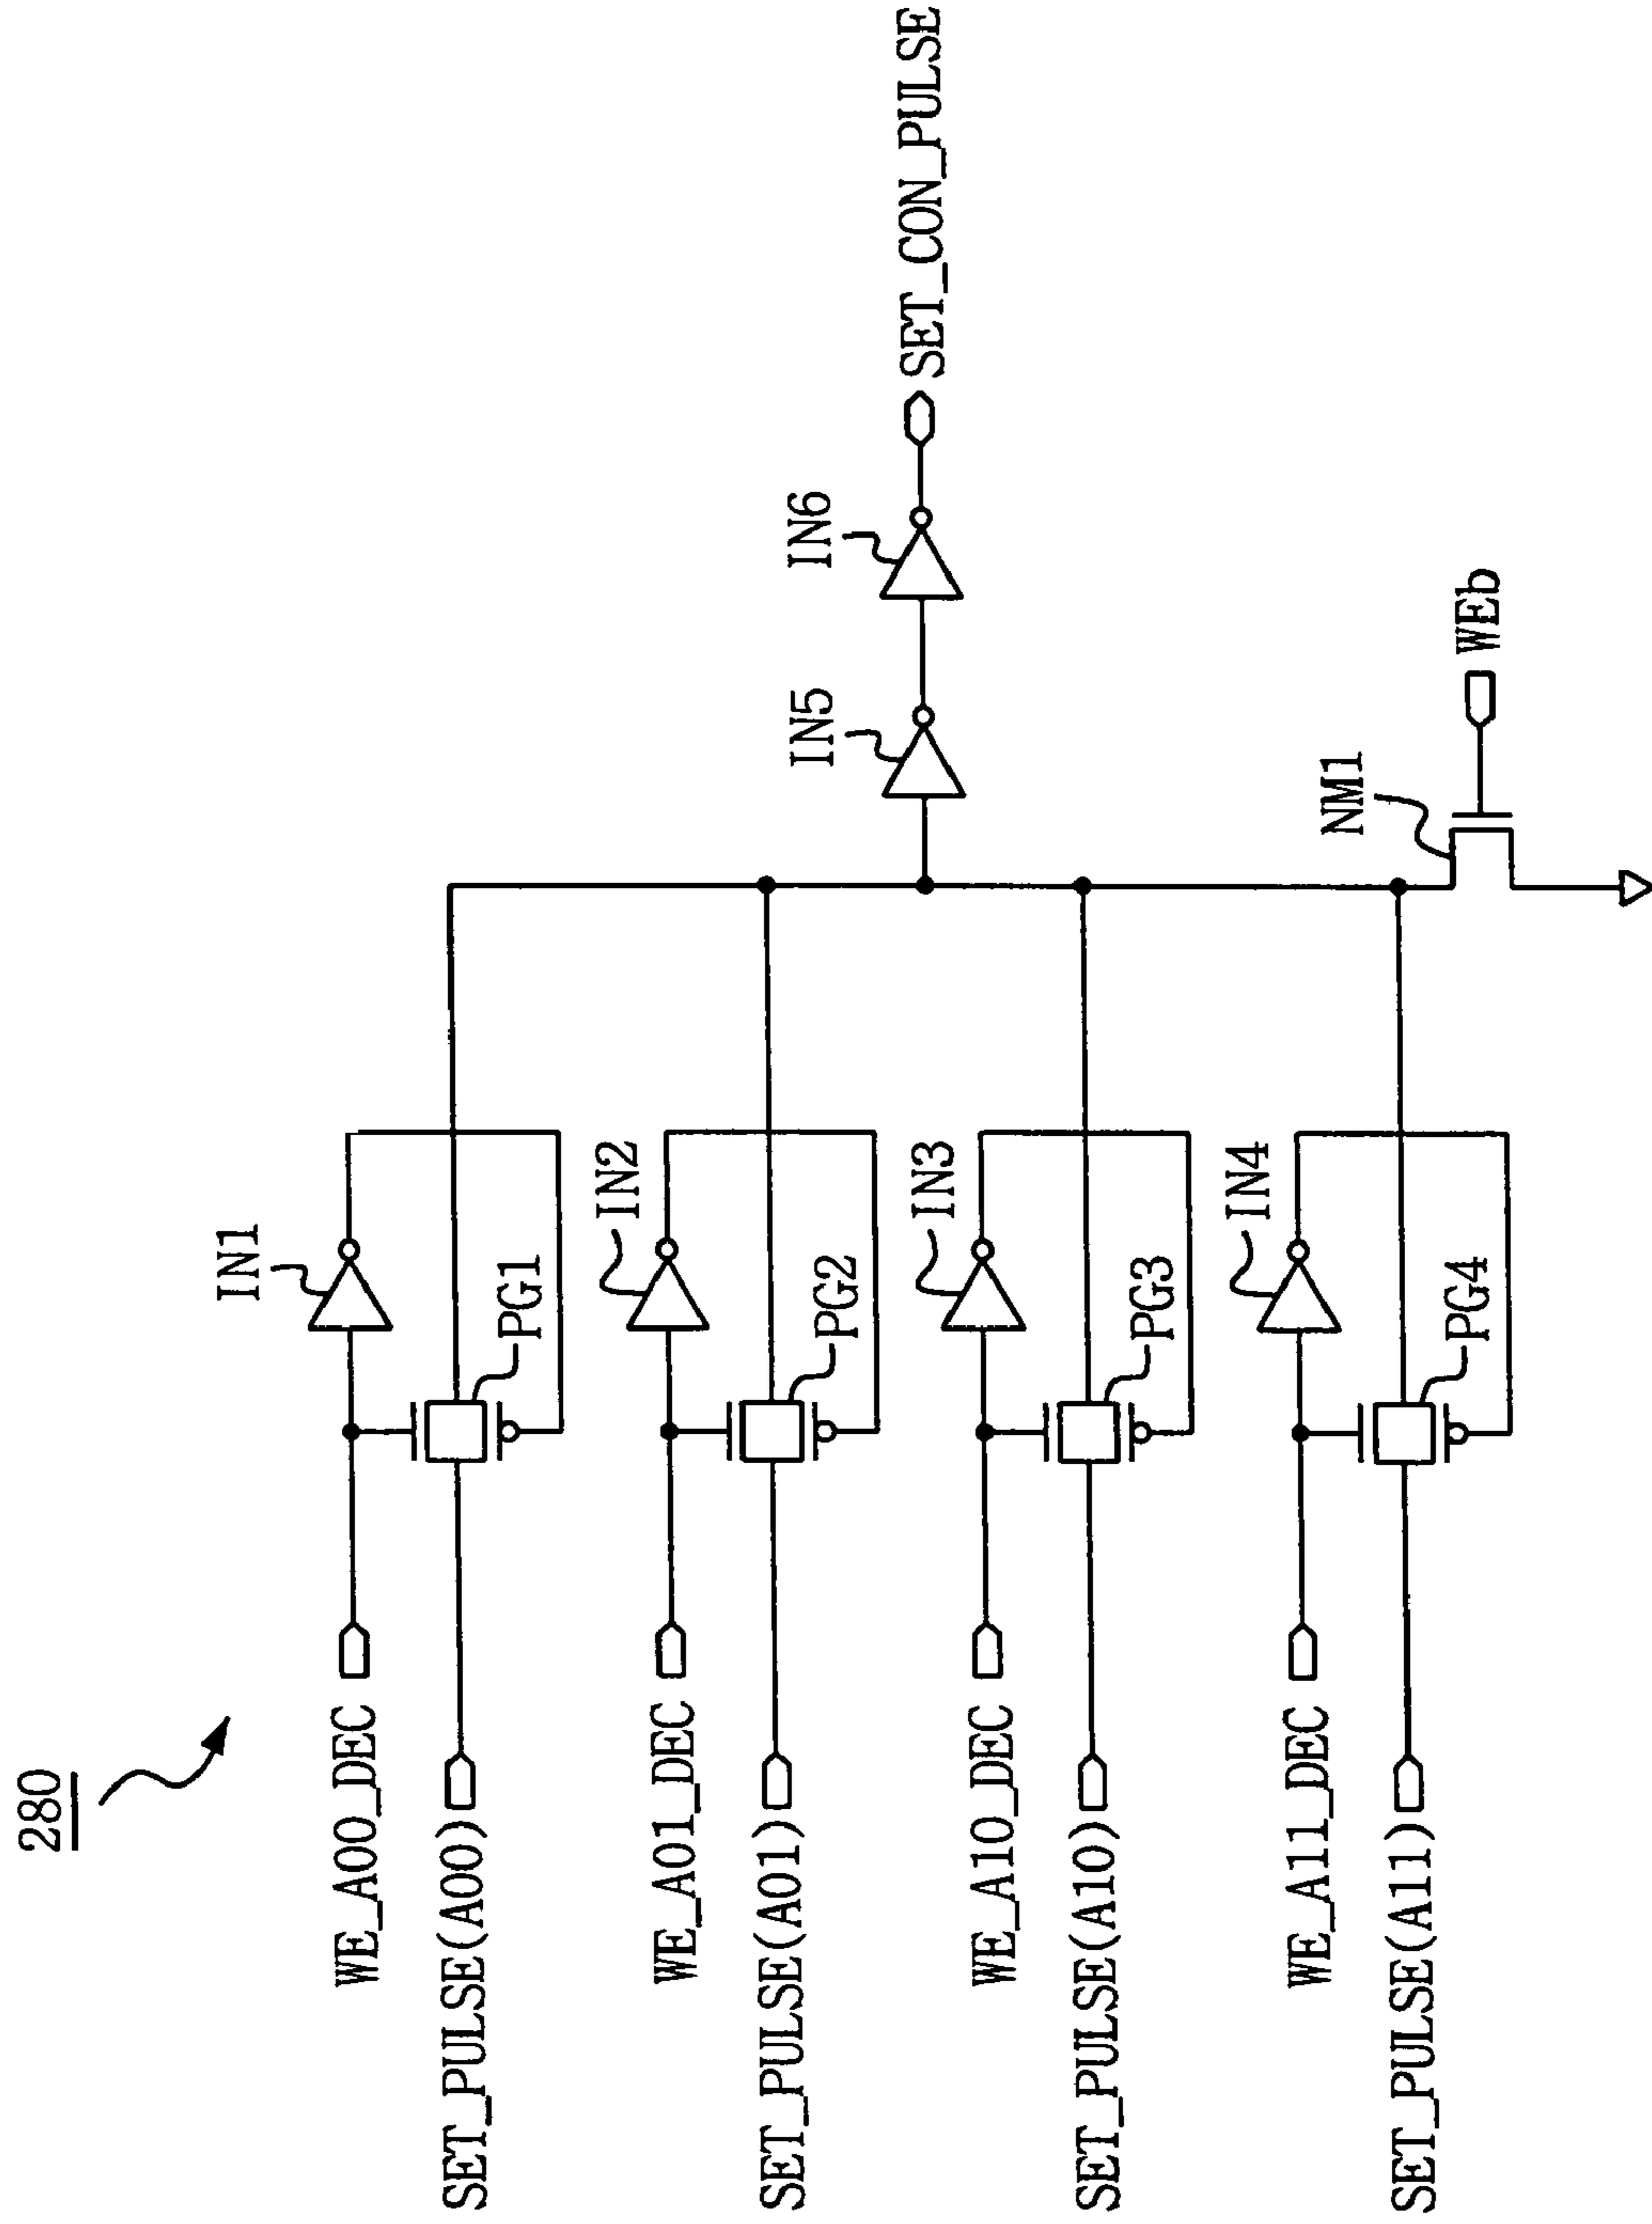 280
IN1
WE_A00_DEC
SET_PULSE(A00)
PG1
IN2
WE_A01_DEC
SET_PULSE(A01)
PG2
IN5
IN6
SET_CON_PULSE
IN3
WE_A10_DEC
SET_PULSE(A10)
PG3
IN4
WE_A11_DEC
SET_PULSE(A11)
PG4
NM1
WEb